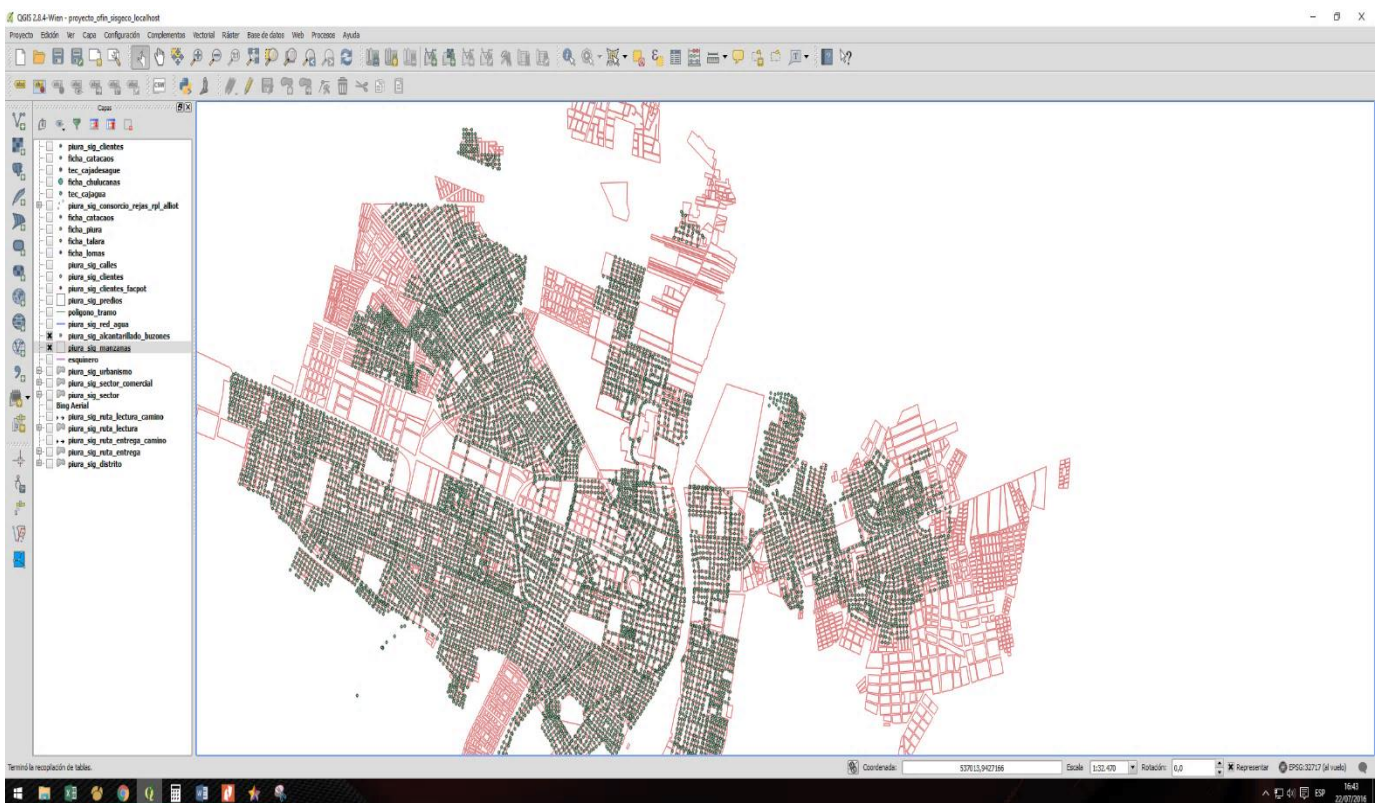 QGIS 2.8.4-Wien - proyecto_ofin_sisgeco_localhost
Proyecto Edición Ver Capa Configuración Complementos Vectorial Ráster Base de datos Web Procesos Ayuda
CSW
Capas
piura_sig_clientes
ficha_catacaos
tec_cajadesague
ficha_chulucanas
tec_cajagua
piura_sig_consorcio_rejas_rpl_alliot
ficha_catacaos
ficha_piura
ficha_talara
ficha_lomas
piura_sig_calles
piura_sig_clientes
piura_sig_clientes_facpot
piura_sig_predios
poligono_tramo
piura_sig_red_agua
piura_sig_alcantarillado_buzones
piura_sig_manzanas
esquinero
piura_sig_urbanismo
piura_sig_sector_comercial
piura_sig_sector
Bing Aerial
piura_sig_ruta_lectura_camino
piura_sig_ruta_lectura
piura_sig_ruta_entrega_camino
piura_sig_ruta_entrega
piura_sig_distrito
Terminó la recopilación de tablas. Coordenada: 537013,9427166 Escala 1:32.470 Rotación: 0,0 Representar EPSG:32717 (al vuelo)
ESP 16:43
22/07/2016